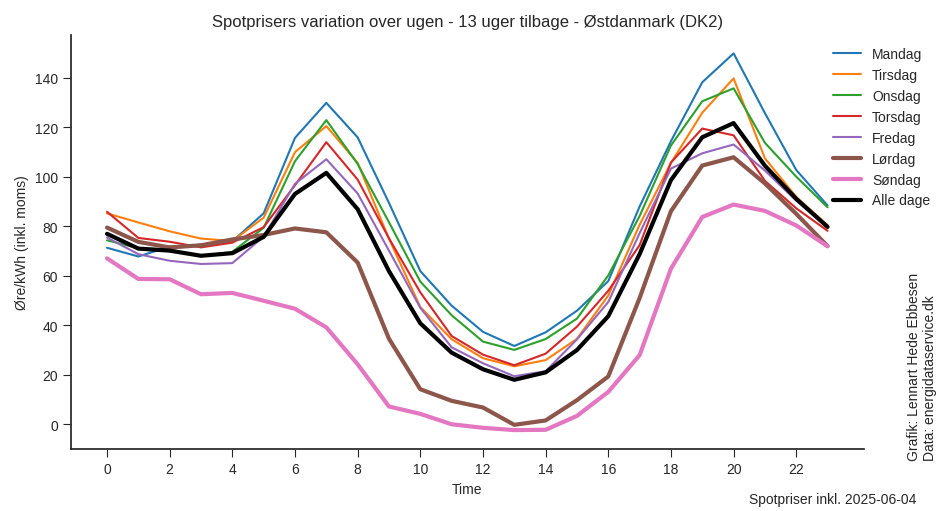 Spotprisers variation over ugen - 13 uger tilbage - Østdanmark (DK2)
Mandag
Tirsdag
Onsdag
Torsdag
Fredag
Lørdag
Søndag
Alle dage
Øre/kWh (inkl. moms)
140
120
100
80
60
40
20
0
0 2 4 6 8 10 12 14 16 18 20 22
Time
Grafik: Lennart Hede Ebbesen
Data: energidataservice.dk
Spotpriser inkl. 2025-06-04